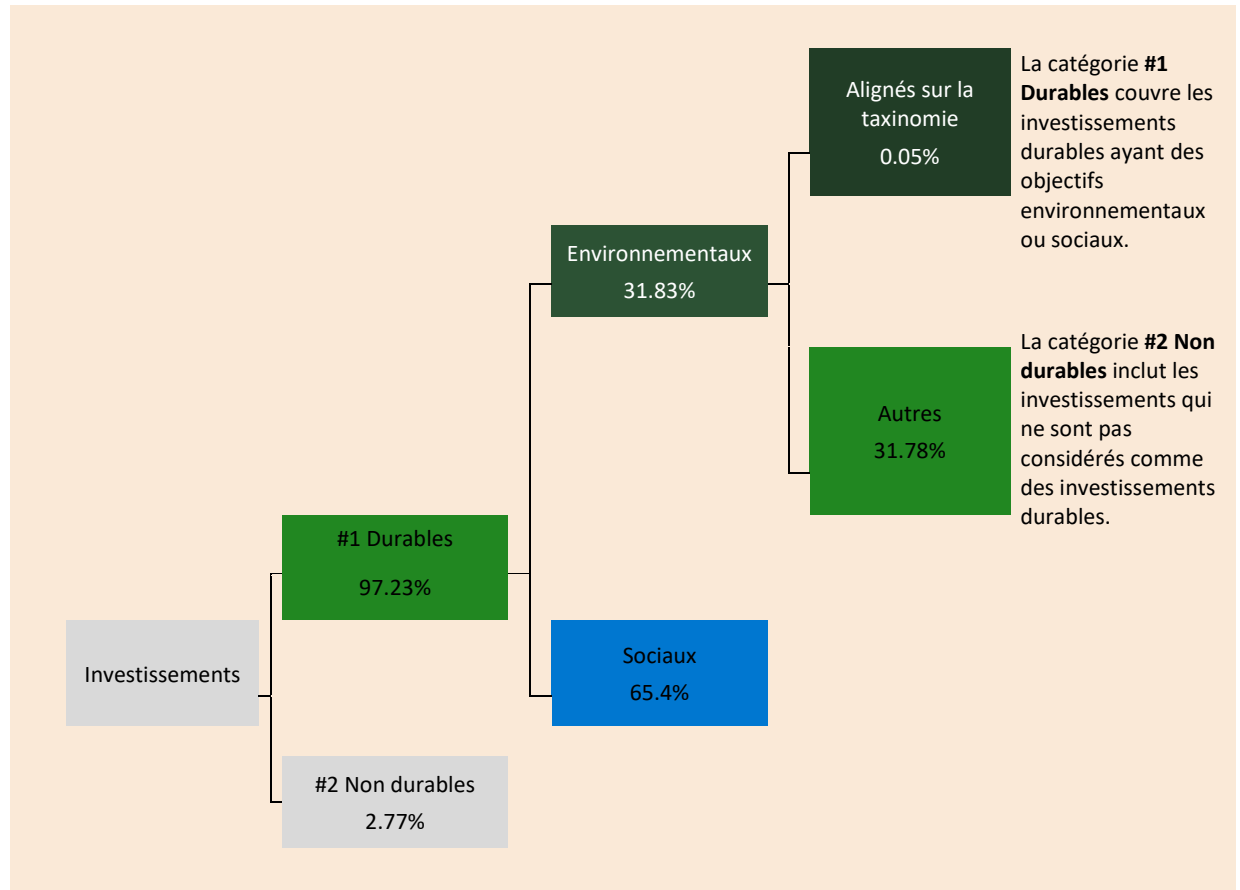 Alignés sur la
taxinomie
0.05%
La catégorie #1
Durables couvre les
investissements
durables ayant des
objectifs
environnementaux
ou sociaux.
Environnementaux
31.83%
La catégorie #2 Non
durables inclut les
investissements qui
ne sont pas
considérés comme
des investissements
durables.
Autres
31.78%
#1 Durables
97.23%
Investissements
Sociaux
65.4%
#2 Non durables
2.77%